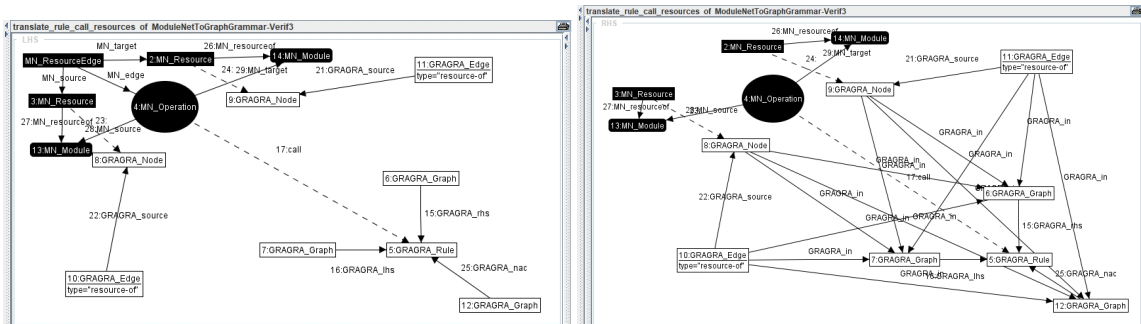 translate_rule_call_resources of ModuleNetToGraphGrammar-Verif3
LHS
MN_target
26:MN_resourceof
14:MN_Module
MN_ResourceEdge
2:MN_Resource
MN_source
MN_edge
24:
29:MN_target
21:GRAGRA_source
11:GRAGRA_Edge
type="resource-of"
3:MN_Resource
4:MN_Operation
9:GRAGRA_Node
27:MN_resourceof
23:
28:MN_source
13:MN_Module
8:GRAGRA_Node
17:call
6:GRAGRA_Graph
22:GRAGRA_source
15:GRAGRA_rhs
7:GRAGRA_Graph
5:GRAGRA_Rule
16:GRAGRA_lhs
25:GRAGRA_nac
10:GRAGRA_Edge
type="resource-of"
12:GRAGRA_Graph
translate_rule_call_resources of ModuleNetToGraphGrammar-Verif3
RHS
26:MN_resourceof
14:MN_Module
2:MN_Resource
29:MN_target
24:
21:GRAGRA_source
11:GRAGRA_Edge
type="resource-of"
9:GRAGRA_Node
3:MN_Resource
4:MN_Operation
27:MN_resourceof
13:MN_Module
8:GRAGRA_Node
GRAGRA_in
GRAGRA_in
GRAGRA_in
GRAGRA_in
17:call
GRAGRA_in
6:GRAGRA_Graph
22:GRAGRA_source
GRAGRA_in
GRAGRA_in
15:GRAGRA_rhs
10:GRAGRA_Edge
type="resource-of"
GRAGRA_in
7:GRAGRA_Graph
5:GRAGRA_Rule
16:GRAGRA_lhs
25:GRAGRA_nac
12:GRAGRA_Graph